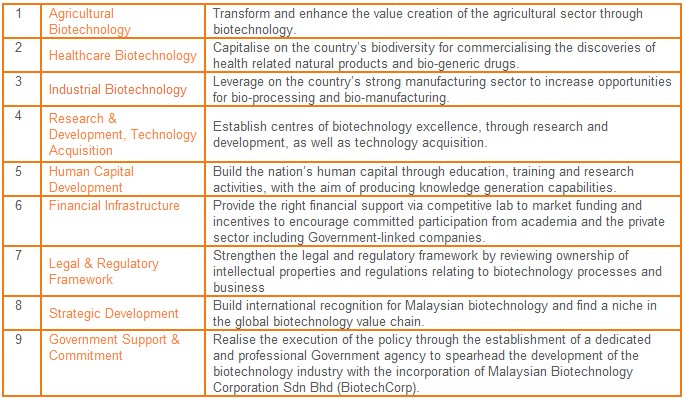 1 Agricultural Transform and enhance the value creation of the agricultural sector through
Biotechnology biotechnology.
2 Healthcare Biotechnology Capitalise on the country's biodiversity for commercialising the discoveries of
health related natural products and bio-generic drugs.
3 Industrial Biotechnology Leverage on the country's strong manufacturing sector to increase opportunities
for bio-processing and bio-manufacturing.
4 Research &
Development, Technology Establish centres of biotechnology excellence, through research and
Acquisition development, as well as technology acquisition.
5 Human Capital Build the nation's human capital through education, training and research
Development activities, with the aim of producing knowledge generation capabilities.
6 Financial Infrastructure Provide the right financial support via competitive lab to market funding and
incentives to encourage committed participation from academia and the private
sector including Government-linked companies.
7 Legal & Regulatory Strengthen the legal and regulatory framework by reviewing ownership of
Framework intellectual properties and regulations relating to biotechnology processes and
business
8 Strategic Development Build international recognition for Malaysian biotechnology and find a niche in
the global biotechnology value chain.
9 Government Support & Realise the execution of the policy through the establishment of a dedicated
Commitment and professional Government agency to spearhead the development of the
biotechnology industry with the incorporation of Malaysian Biotechnology
Corporation Sdn Bhd (BiotechCorp).